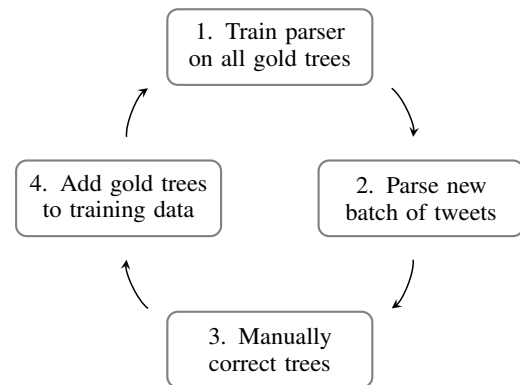 1. Train parser
on all gold trees
2. Parse new
batch of tweets
3. Manually
correct trees
4. Add gold trees
to training data